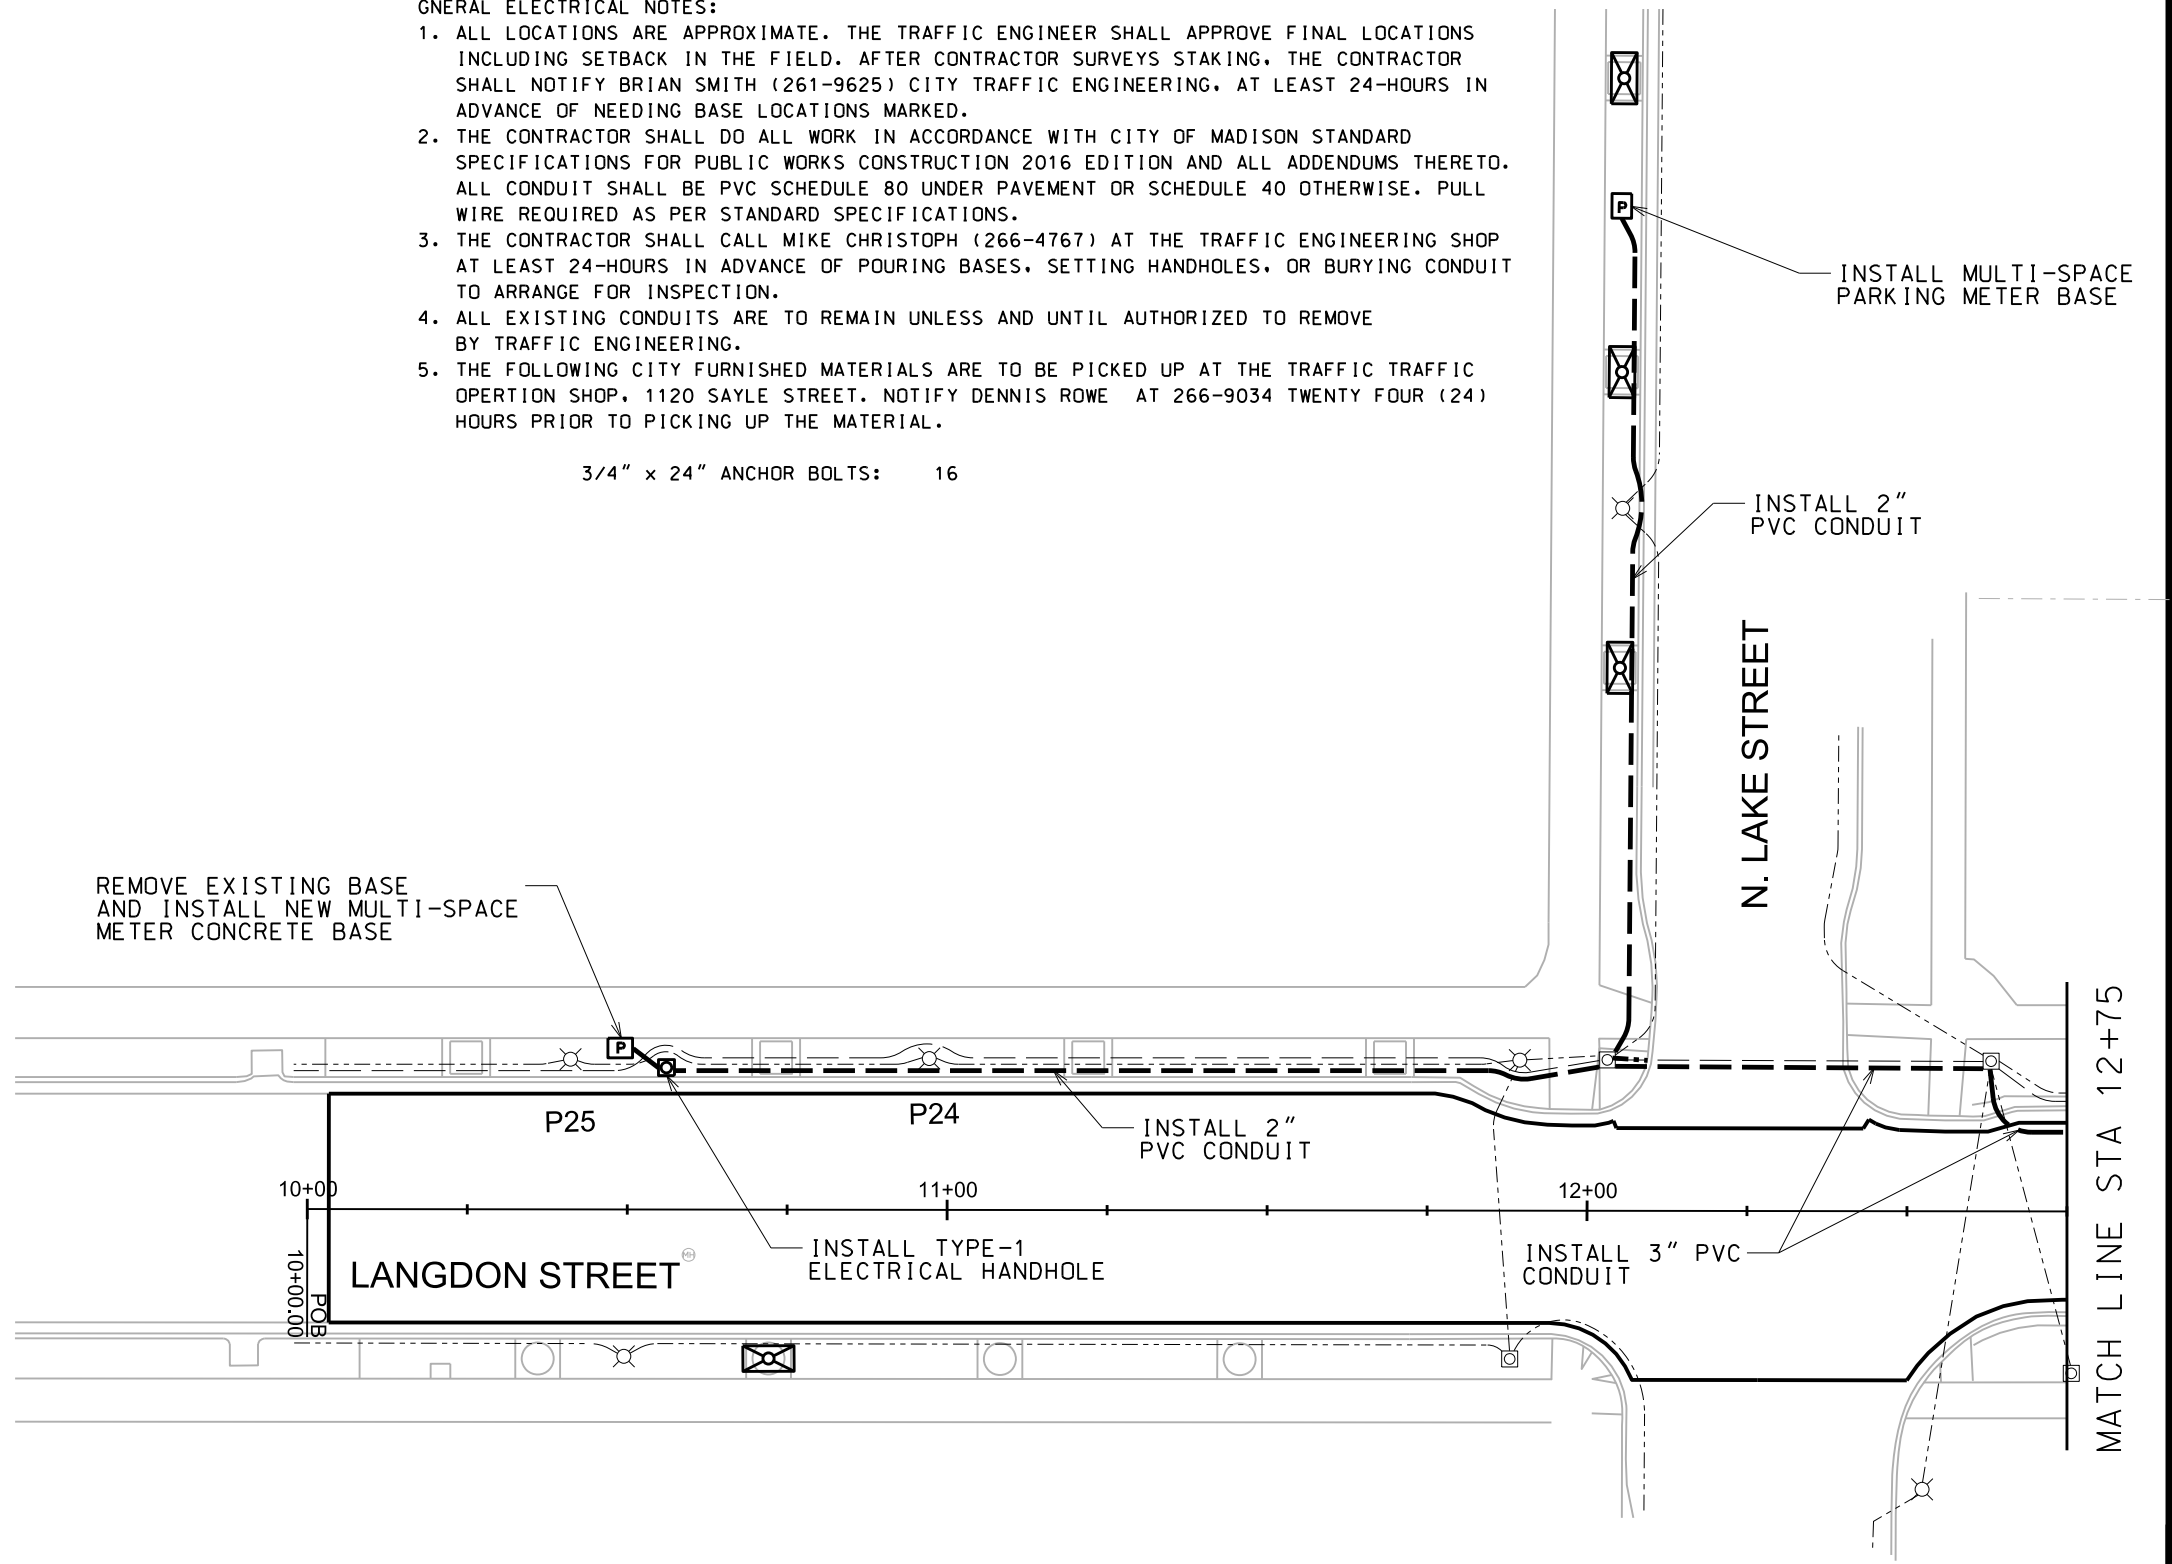 GNERAL ELECTRICAL NOTES:
1. ALL LOCATIONS ARE APPROXIMATE. THE TRAFFIC ENGINEER SHALL APPROVE FINAL LOCATIONS
INCLUDING SETBACK IN THE FIELD. AFTER CONTRACTOR SURVEYS STAKING, THE CONTRACTOR
SHALL NOTIFY BRIAN SMITH (261-9625) CITY TRAFFIC ENGINEERING, AT LEAST 24-HOURS IN
ADVANCE OF NEEDING BASE LOCATIONS MARKED.
2. THE CONTRACTOR SHALL DO ALL WORK IN ACCORDANCE WITH CITY OF MADISON STANDARD
SPECIFICATIONS FOR PUBLIC WORKS CONSTRUCTION 2016 EDITION AND ALL ADDENDUMS THERETO.
ALL CONDUIT SHALL BE PVC SCHEDULE 80 UNDER PAVEMENT OR SCHEDULE 40 OTHERWISE. PULL
WIRE REQUIRED AS PER STANDARD SPECIFICATIONS.
3. THE CONTRACTOR SHALL CALL MIKE CHRISTOPH (266-4767) AT THE TRAFFIC ENGINEERING SHOP
AT LEAST 24-HOURS IN ADVANCE OF POURING BASES, SETTING HANDHOLES, OR BURYING CONDUIT
TO ARRANGE FOR INSPECTION.
4. ALL EXISTING CONDUITS ARE TO REMAIN UNLESS AND UNTIL AUTHORIZED TO REMOVE
BY TRAFFIC ENGINEERING.
5. THE FOLLOWING CITY FURNISHED MATERIALS ARE TO BE PICKED UP AT THE TRAFFIC TRAFFIC
OPERTION SHOP, 1120 SAYLE STREET. NOTIFY DENNIS ROWE  AT 266-9034 TWENTY FOUR (24)
HOURS PRIOR TO PICKING UP THE MATERIAL.
3/4" x 24" ANCHOR BOLTS: 16
P
INSTALL MULTI-SPACE
PARKING METER BASE
INSTALL 2"
PVC CONDUIT
N. LAKE STREET
REMOVE EXISTING BASE
AND INSTALL NEW MULTI-SPACE
METER CONCRETE BASE
P
P25
P24
INSTALL 2"
PVC CONDUIT
MATCH LINE STA 12+75
10+00
11+00
12+00
INSTALL TYPE-1
ELECTRICAL HANDHOLE
INSTALL 3" PVC
CONDUIT
LANGDON STREET
MH
10+00.00
POB